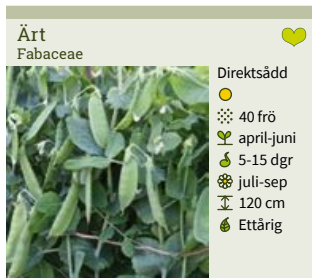 Ärt
Fabaceae
Direktsådd
40 frö
april-juni
5-15 dgr
juli-sep
120 cm
Ettårig